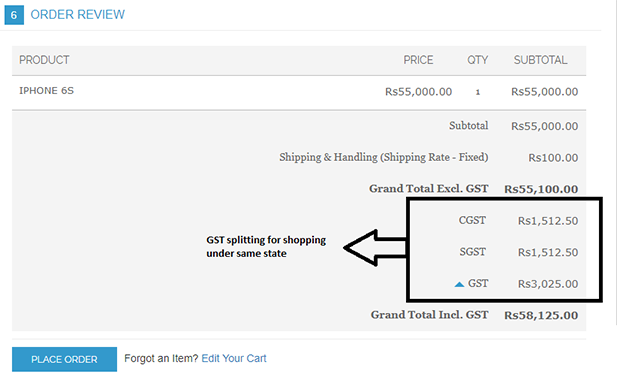 6 ORDER REVIEW
PRODUCT PRICE QTY SUBTOTAL
IPHONE 6S Rs55,000.00 1 Rs55,000.00
Subtotal Rs55,000.00
Shipping & Handling (Shipping Rate - Fixed) Rs100.00
Grand Total Excl. GST Rs55,100.00
CGST Rs1,512.50
GST splitting for shopping
under same state
SGST Rs1,512.50
GST Rs3,025.00
Grand Total Incl. GST Rs58,125.00
PLACE ORDER Forgot an Item? Edit Your Cart